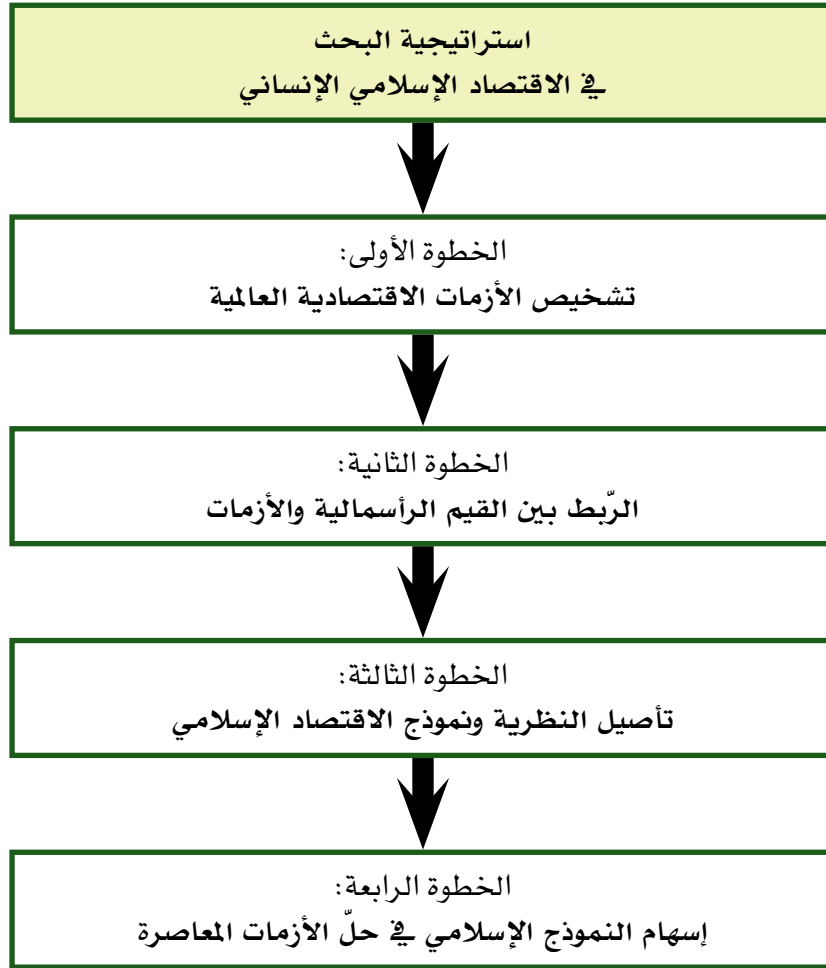 استراتيجية البحث
في الاقتصاد الإسلامي الإنساني
الخطوة الأولى:
تشخيص الأزمات الاقتصادية العالمية
الخطوة الثانية:
الرّبط بين القيم الرأسمالية والأزمات
الخطوة الثالثة:
تأصيل النظرية ونموذج الاقتصاد الإسلامي
الخطوة الرابعة:
إسهام النموذج الإسلامي في حلّ الأزمات المعاصرة